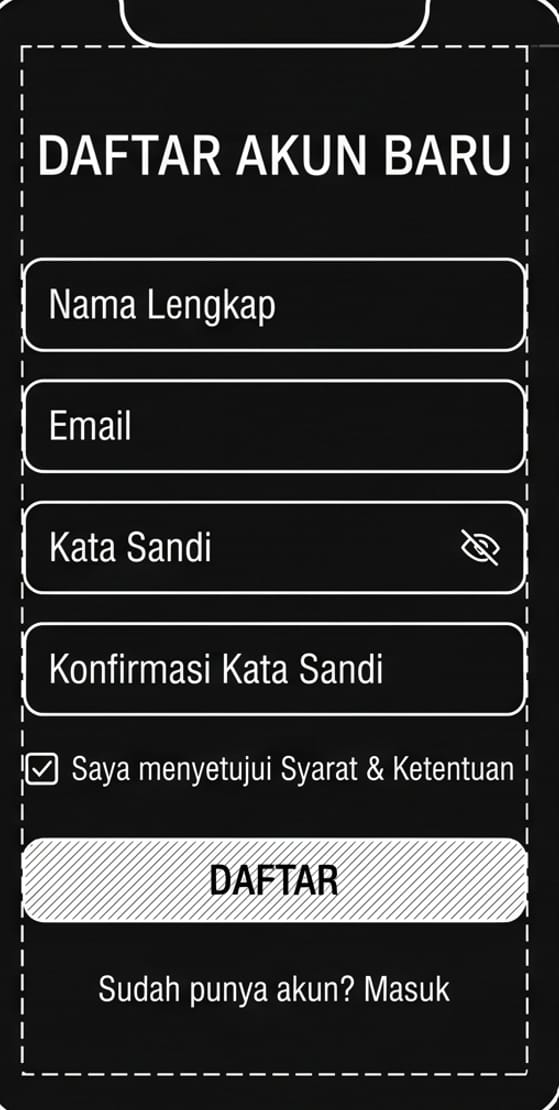 DAFTAR AKUN BARU
Nama Lengkap
Email
Kata Sandi
Konfirmasi Kata Sandi
Saya menyetujui Syarat & Ketentuan
DAFTAR
Sudah punya akun? Masuk